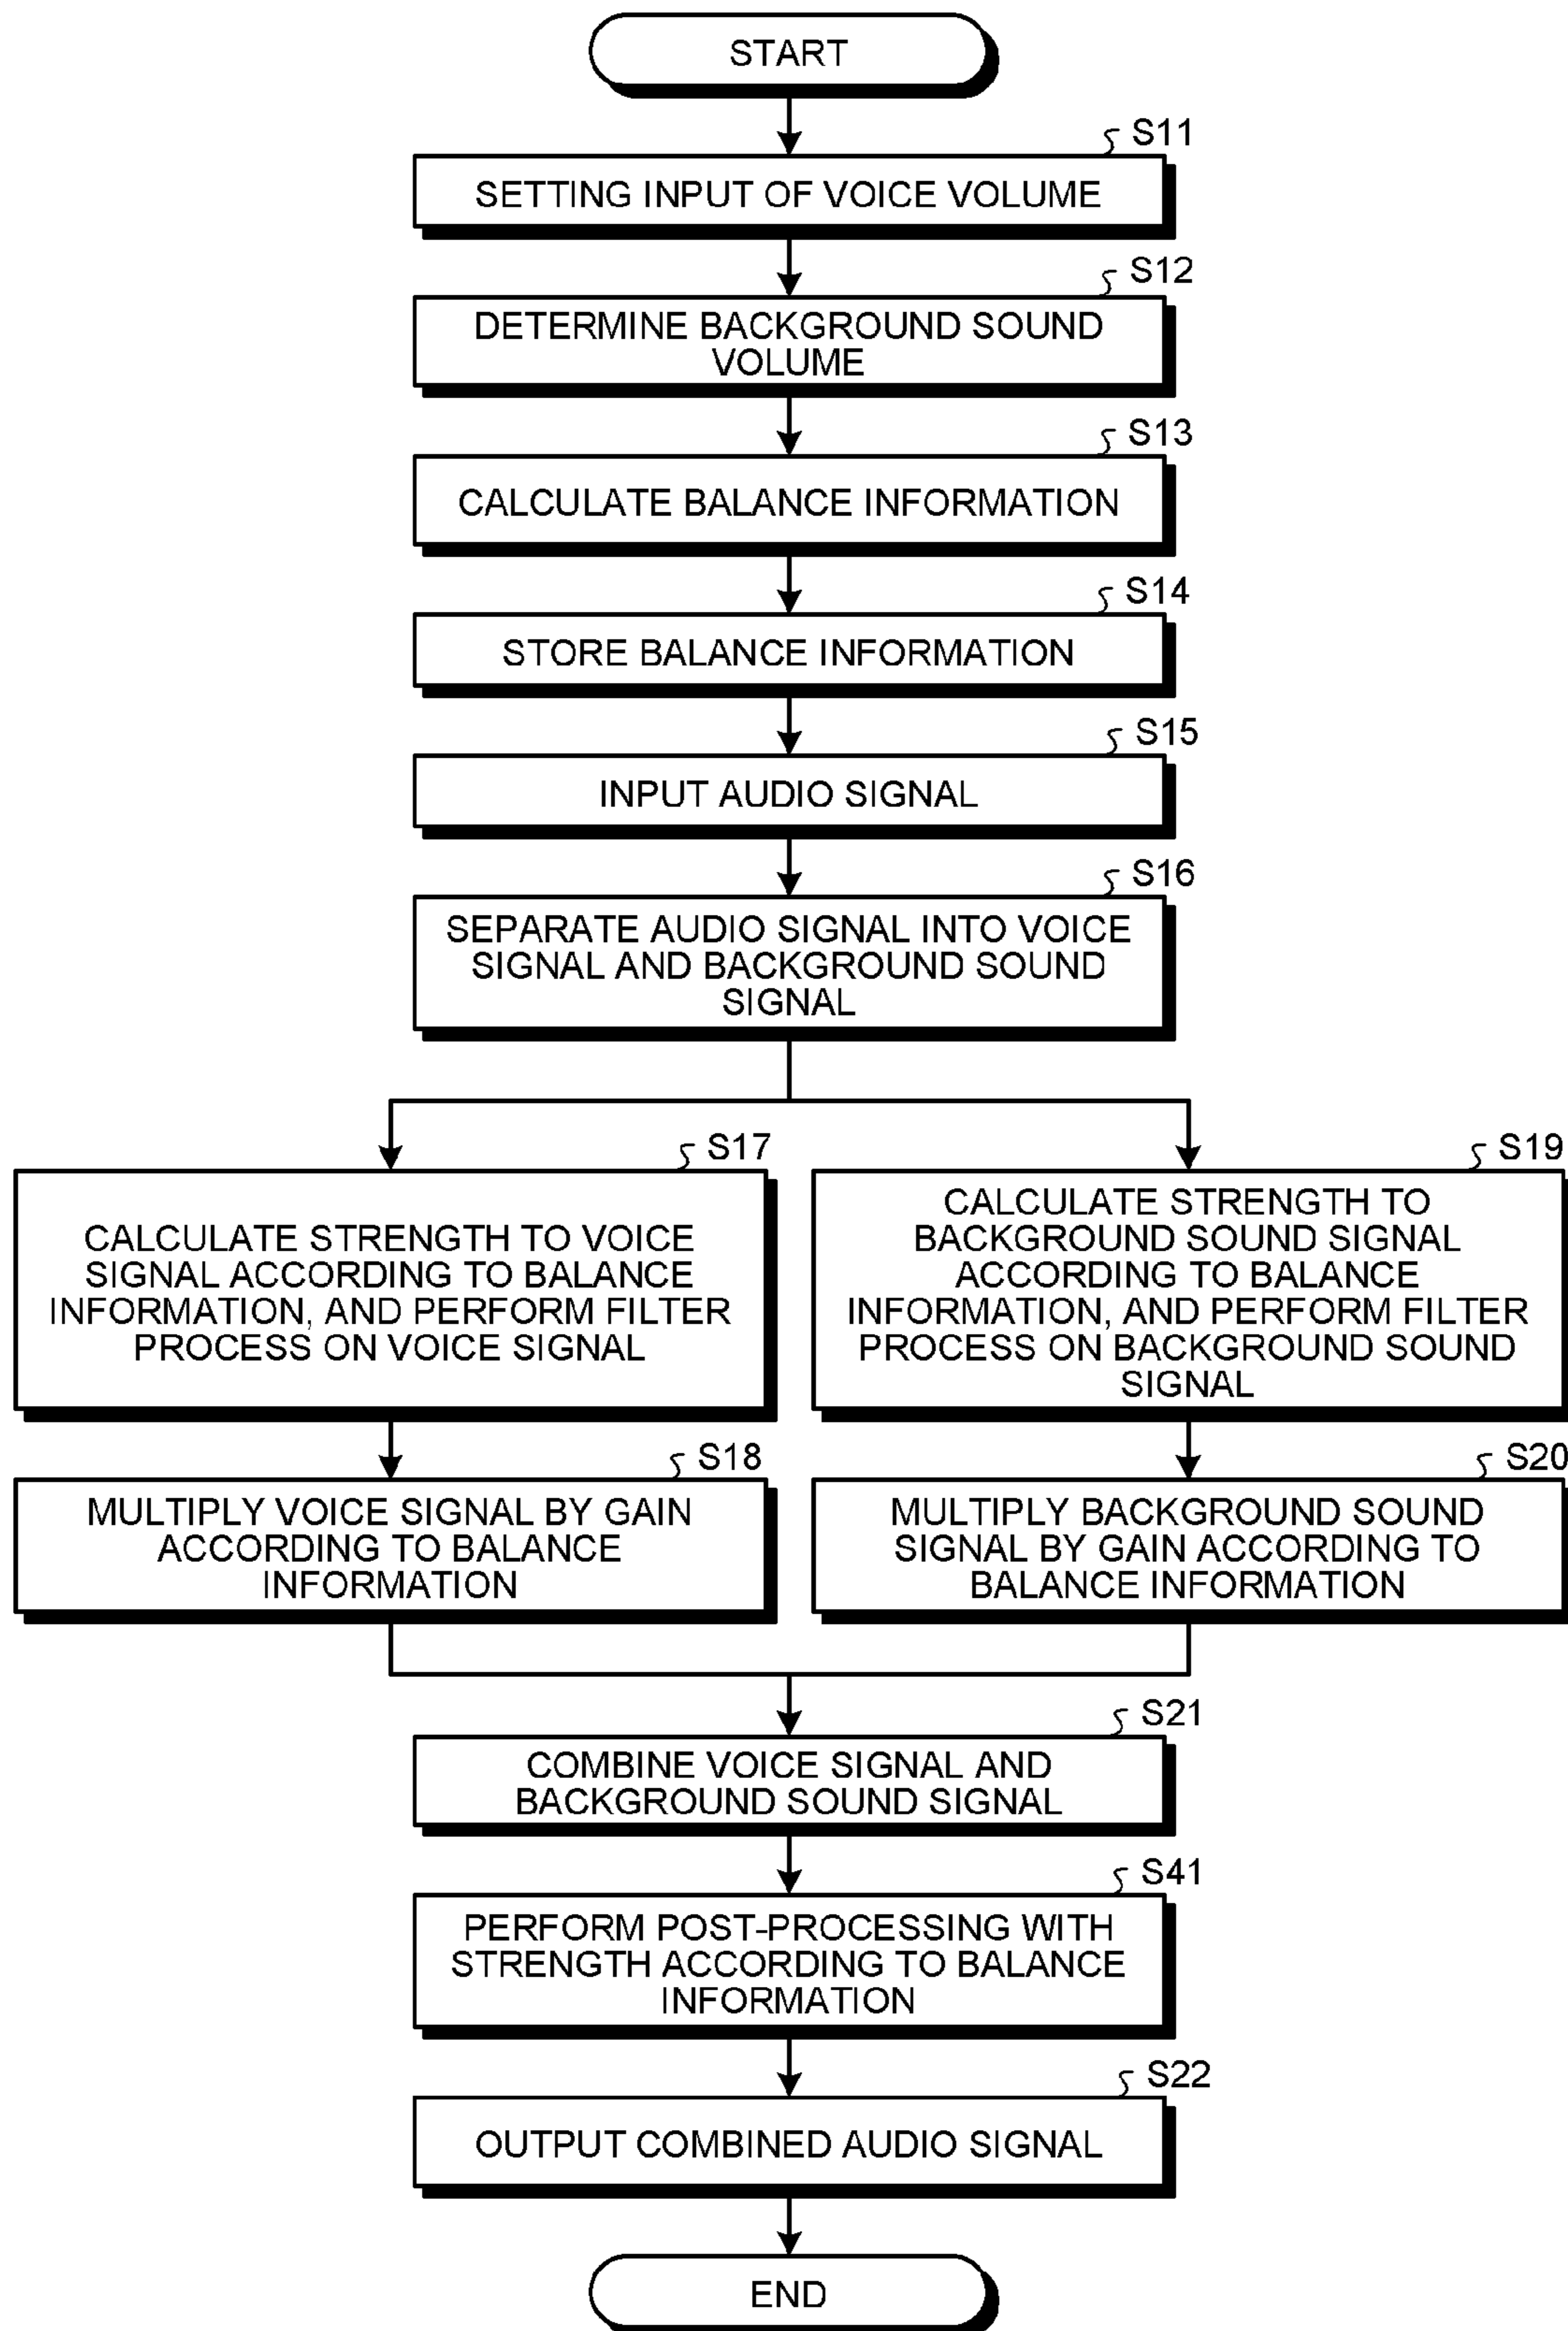 START
S11
SETTING INPUT OF VOICE VOLUME
S12
DETERMINE BACKGROUND SOUND
VOLUME
S13
CALCULATE BALANCE INFORMATION
S14
STORE BALANCE INFORMATION
S15
INPUT AUDIO SIGNAL
S16
SEPARATE AUDIO SIGNAL INTO VOICE
SIGNAL AND BACKGROUND SOUND
SIGNAL
S17
CALCULATE STRENGTH TO VOICE
SIGNAL ACCORDING TO BALANCE
INFORMATION, AND PERFORM FILTER
PROCESS ON VOICE SIGNAL
S18
MULTIPLY VOICE SIGNAL BY GAIN
ACCORDING TO BALANCE
INFORMATION
S19
CALCULATE STRENGTH TO
BACKGROUND SOUND SIGNAL
ACCORDING TO BALANCE
INFORMATION, AND PERFORM FILTER
PROCESS ON BACKGROUND SOUND
SIGNAL
S20
MULTIPLY BACKGROUND SOUND
SIGNAL BY GAIN ACCORDING TO
BALANCE INFORMATION
S21
COMBINE VOICE SIGNAL AND
BACKGROUND SOUND SIGNAL
S41
PERFORM POST-PROCESSING WITH
STRENGTH ACCORDING TO BALANCE
INFORMATION
S22
OUTPUT COMBINED AUDIO SIGNAL
END